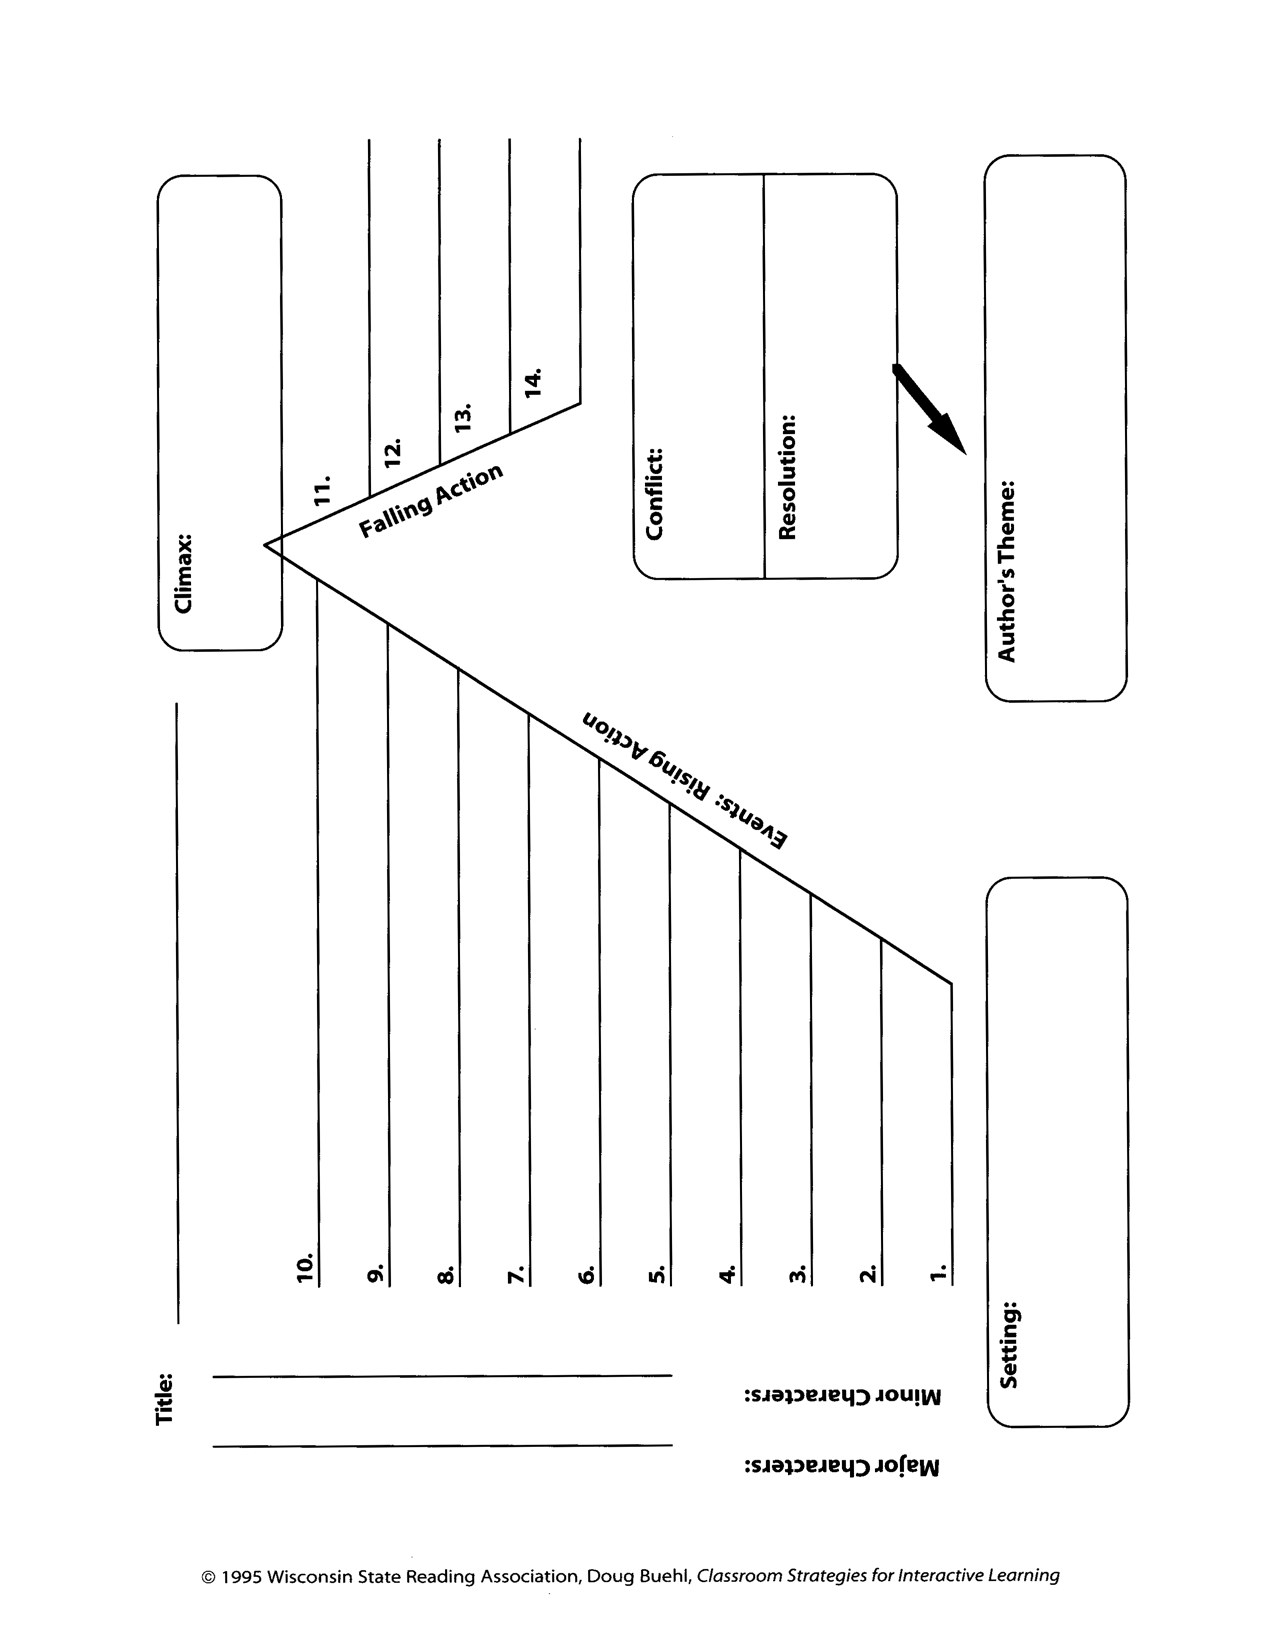 Title:
Major Characters:
Minor Characters:
Climax:
10.
9.
8.
7.
6.
5.
4.
3.
2.
1.
Events: Rising Action
11.
12.
13.
14.
Falling Action
Conflict:
Resolution:
Setting:
Author's Theme:
© 1995 Wisconsin State Reading Association, Doug Buehl, Classroom Strategies for Interactive Learning